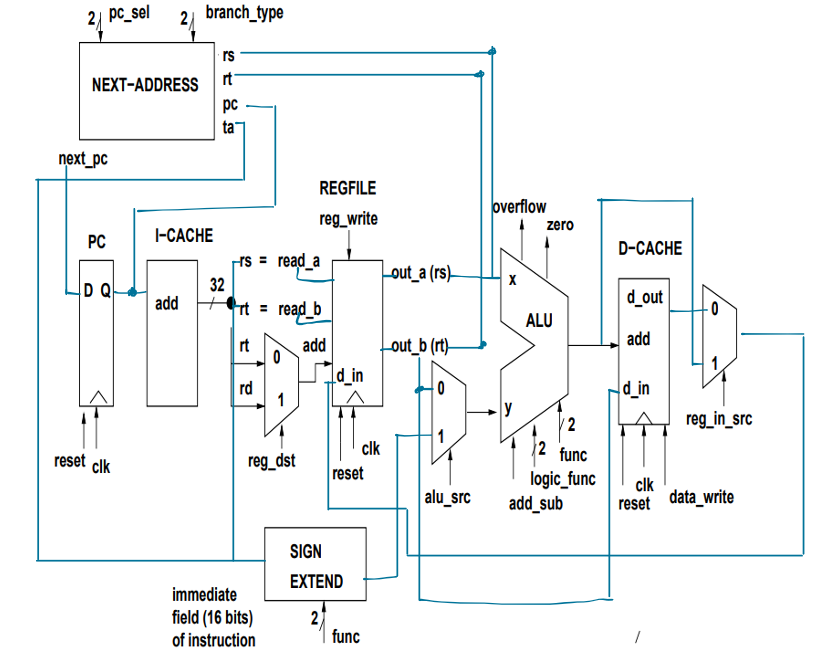 2 pc_sel 2 branch_type
NEXT-ADDRESS
rs
rt
pc
ta
next_pc
REGFILE
reg_write
PC
I-CACHE
D Q
add
32
rs = read_a
rt = read_b
rt
rd
0
1
add
d_in
out_a (rs)
out_b (rt)
reset
clk
reg_dst
reset
clk
0
1
alu_src
overflow
zero
x
ALU
y
2
func
2
logic_func
add_sub
D-CACHE
d_out
add
d_in
clk
reset
data_write
0
1
reg_in_src
SIGN
EXTEND
immediate
field (16 bits)
of instruction
2
func
/